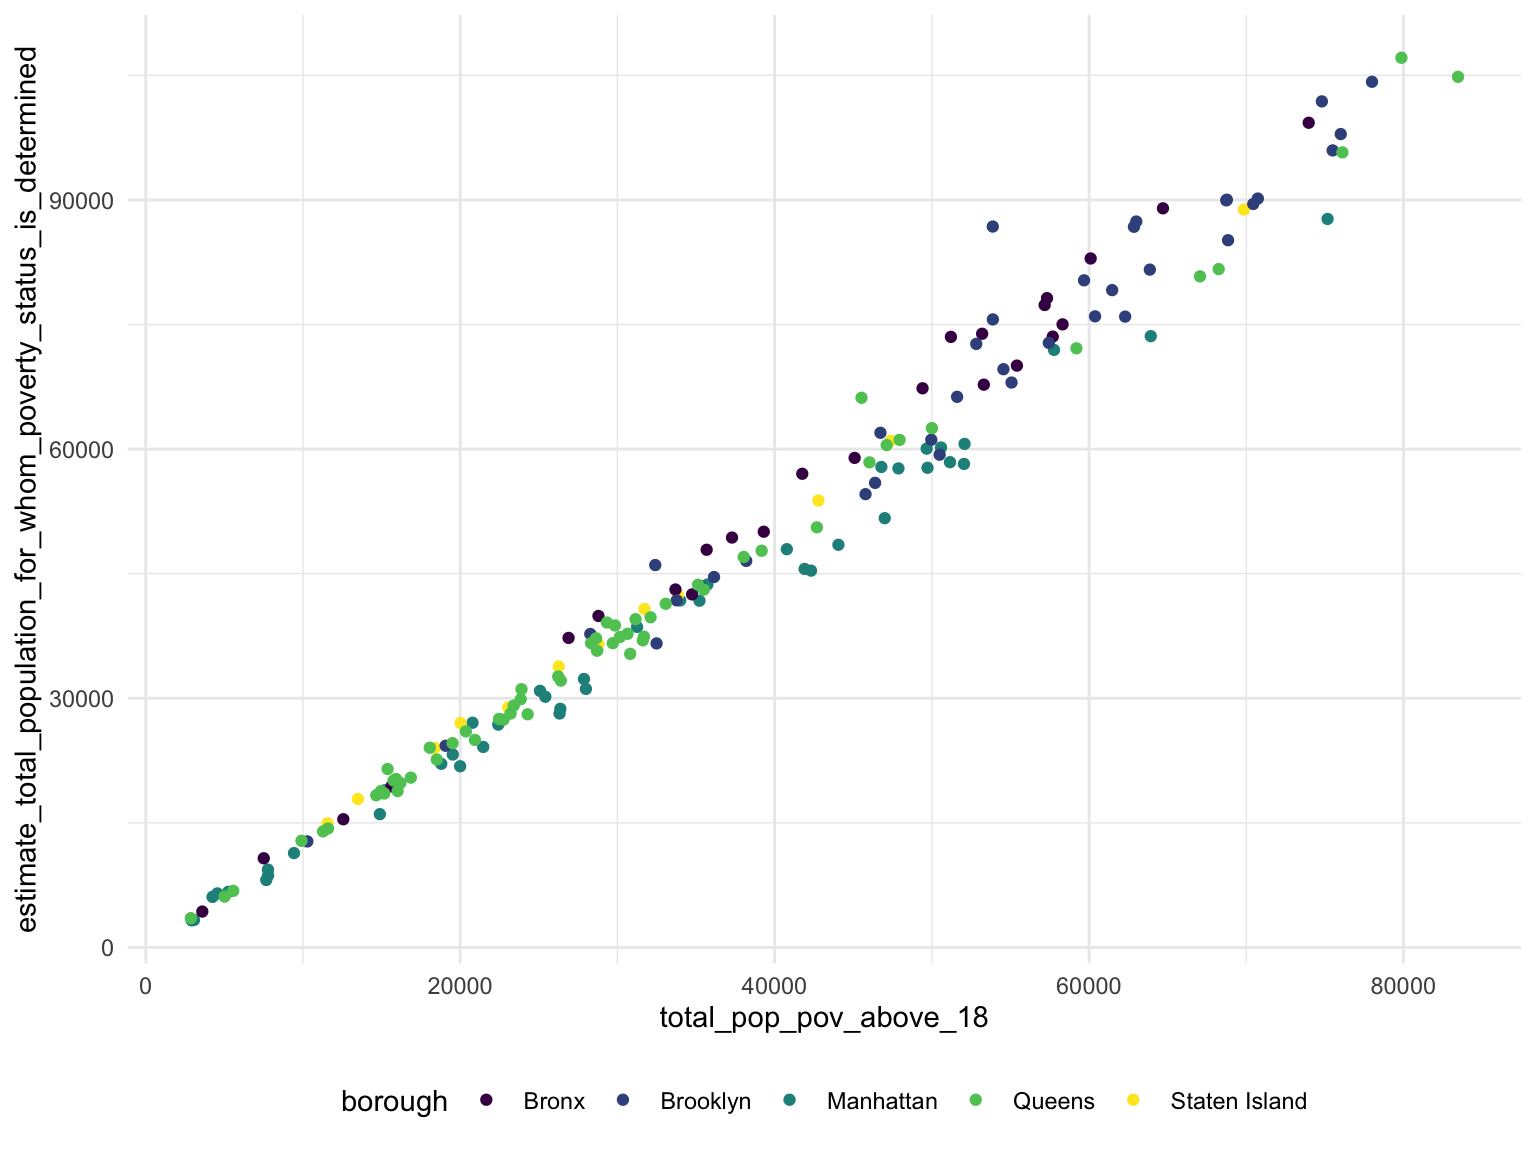 estimate_total_population_for_whom_poverty_status_is_determined
90000
60000
30000
0
0 20000 40000 60000 80000
total_pop_pov_above_18
borough Bronx Brooklyn Manhattan Queens Staten Island